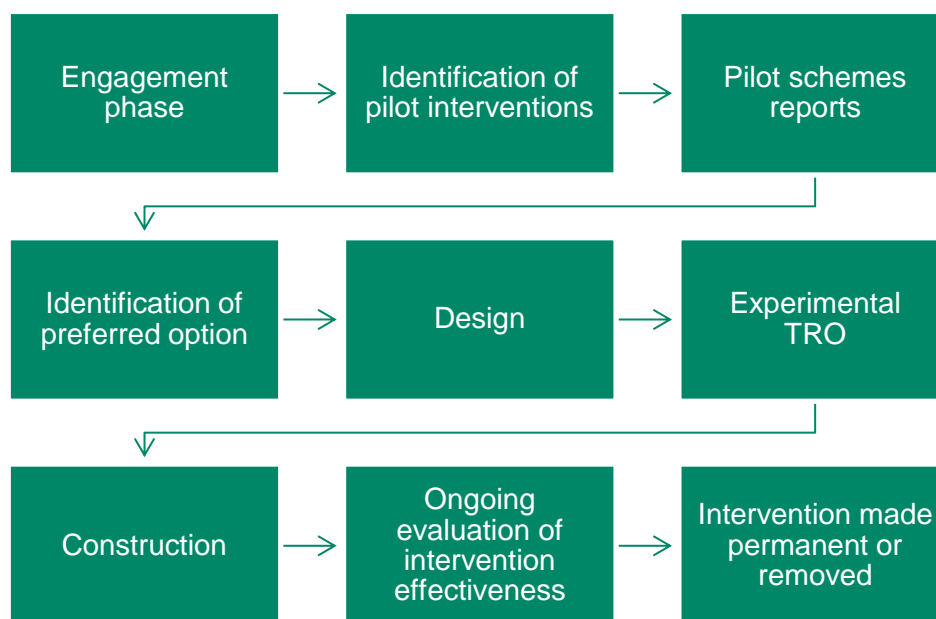 Engagement
phase
Identification of
pilot interventions
Pilot schemes
reports
Identification of
preferred option
Design
Experimental
TRO
Construction
Ongoing
evaluation of
intervention
effectiveness
Intervention made
permanent or
removed